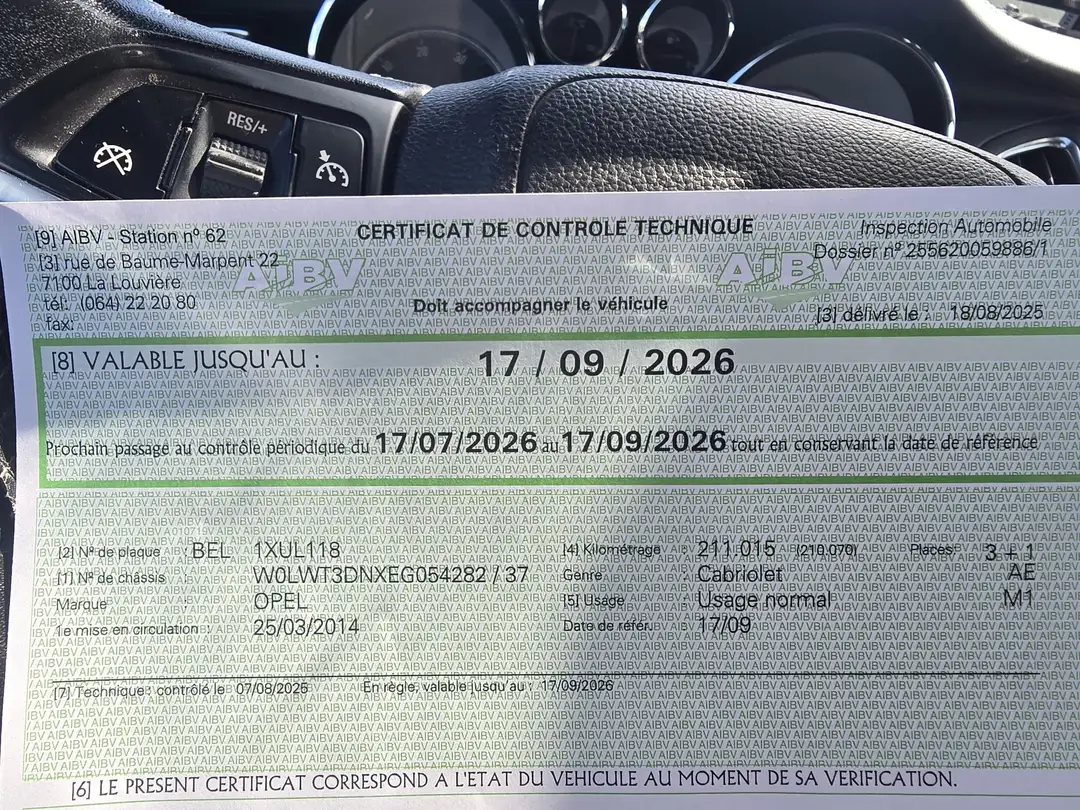 RES/+
[9] AIBV - Station nº 62
CERTIFICAT DE CONTROLE TECHNIQUE
Inspection Automobile
[3] rue de Baume-Marpent 22
Dossier nº 255620059886/1
7100 La Louvière
AIBV
AIBV
tél: (064) 22 20 80
Doit accompagner le véhicule
fax:
[3] délivré le : 18/08/2025
[8] VALABLE JUSQU'AU : 17 / 09 / 2026
Prochain passage au contrôle périodique du 17/07/2026 au 17/09/2026 tout en conservant la date de référence
[2] Nº de plaque : BEL 1XUL118 [4] Kilométrage : 211.015 (210.070) Places: 3 + 1
[1] Nº de châssis : W0LWT3DNXEG054282 / 37 Genre : Cabriolet AE
Marque : OPEL [5] Usage : Usage normal M1
1e mise en circulation : 25/03/2014 Date de référ. : 17/09
[7] Technique : contrôlé le 07/08/2025 En règle, valable jusqu'au : 17/09/2026
[6] LE PRESENT CERTIFICAT CORRESPOND A L'ETAT DU VEHICULE AU MOMENT DE SA VERIFICATION.